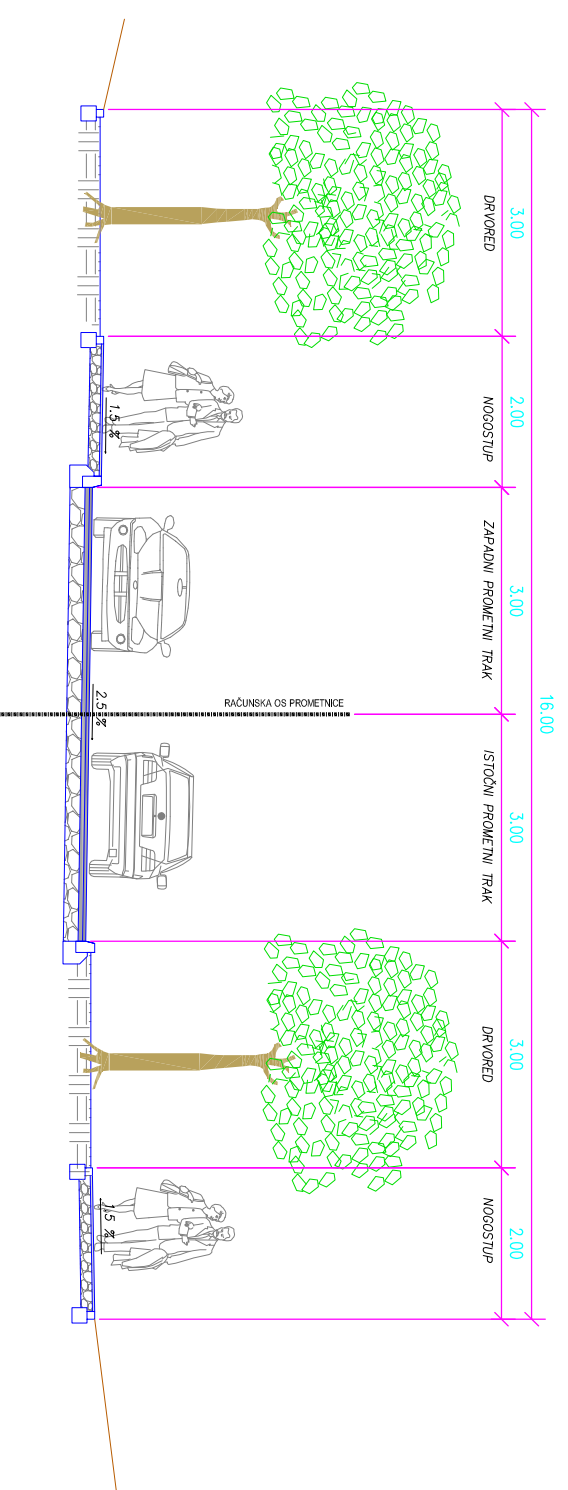 16.00
3.00
2.00
3.00
3.00
3.00
2.00
DRVORED
NOGOSTUP
ZAPADNI PROMETNI TRAK
ISTOČNI PROMETNI TRAK
DRVORED
NOGOSTUP
RAČUNSKA OS PROMETNICE
1.5 %
2.5 %
1.5 %